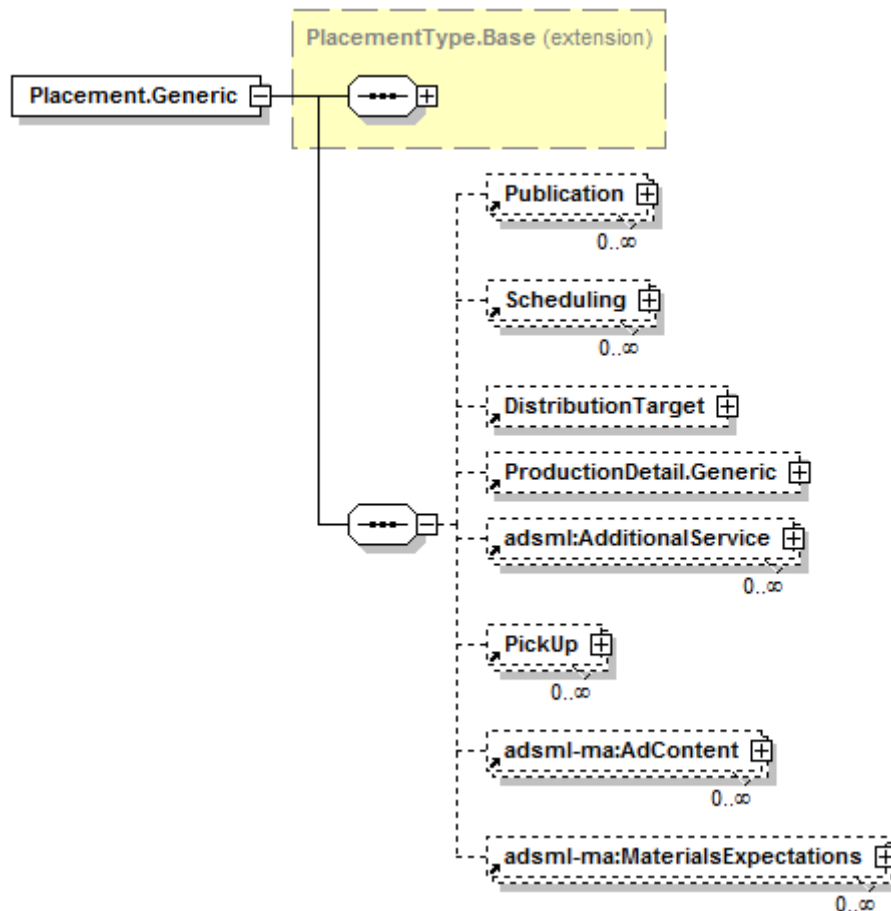 PlacementType.Base (extension)
Placement.Generic
Publication
0..∞
Scheduling
0..∞
DistributionTarget
ProductionDetail.Generic
adsml:AdditionalService
0..∞
PickUp
0..∞
adsml-ma:AdContent
0..∞
adsml-ma:MaterialsExpectations
0..∞